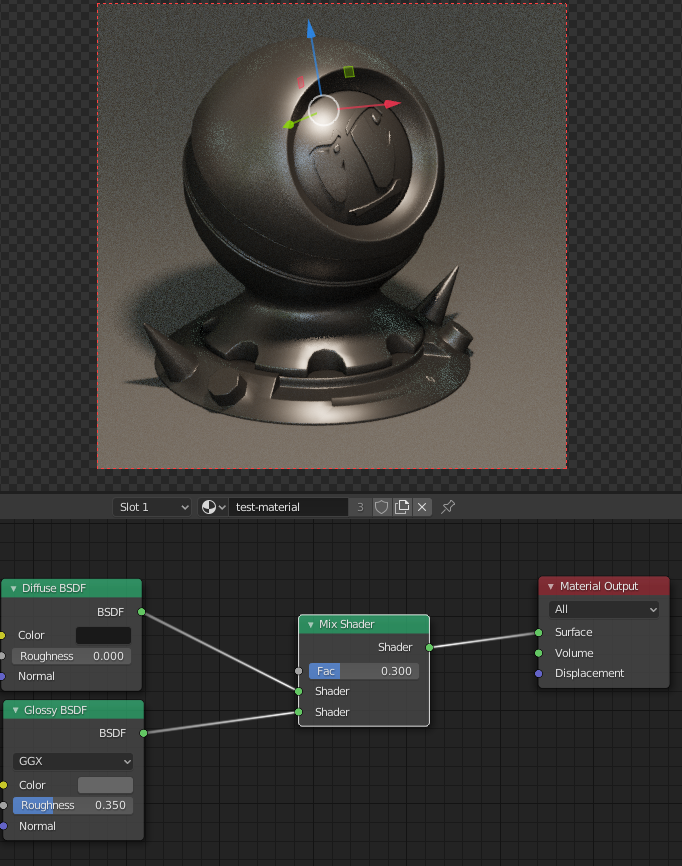 Slot 1
test-material
3
Diffuse BSDF
BSDF
Color
Roughness 0.000
Normal
Glossy BSDF
BSDF
GGX
Color
Roughness 0.350
Normal
Mix Shader
Shader
Fac 0.300
Shader
Shader
Material Output
All
Surface
Volume
Displacement